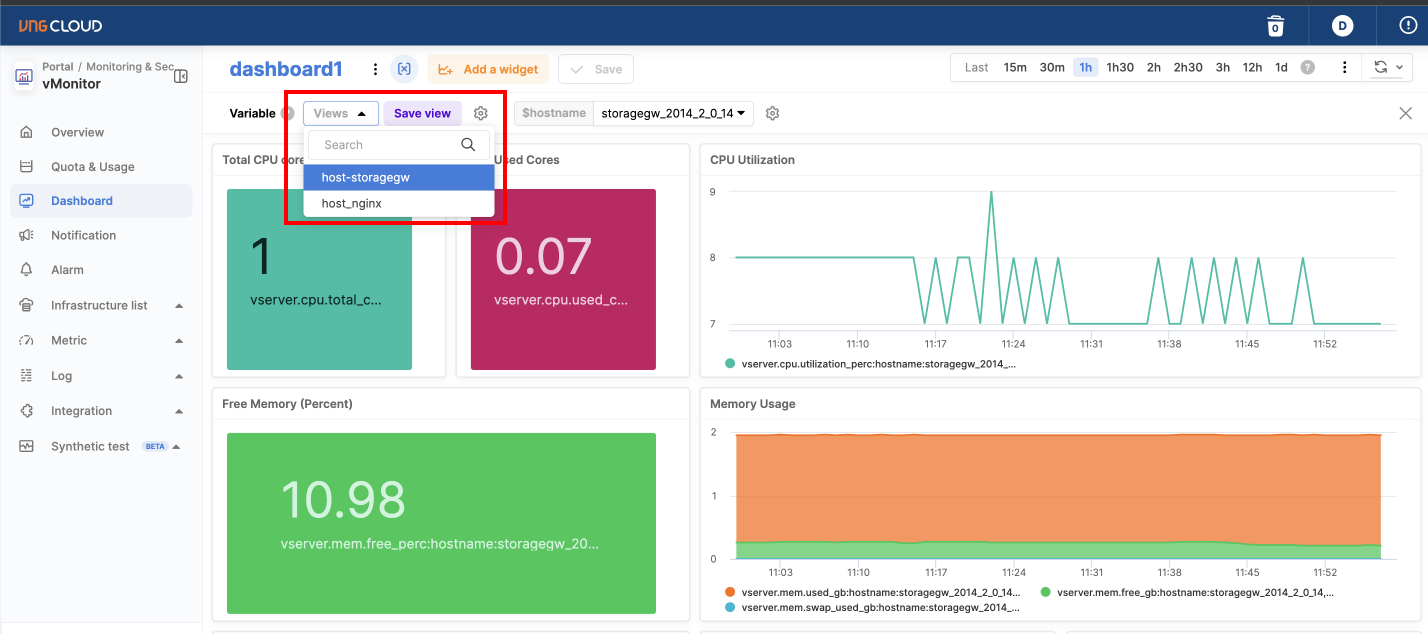 VNG CLOUD
0
D
Portal / Monitoring & Sec
vMonitor
dashboard1
Add a widget
Save
Last 15m 30m 1h 1h30 2h 2h30 3h 12h 1d
Variable
Views
Save view
$hostname
storagegw_2014_2_0_14
Overview
Quota & Usage
Dashboard
Notification
Alarm
Infrastructure list
Metric
Log
Integration
Synthetic test BETA
Search
host-storagegw
host_nginx
Total CPU core
1
vserver.cpu.total_c...
Used Cores
0.07
vserver.cpu.used_c...
CPU Utilization
9
8
7
11:03 11:10 11:17 11:24 11:31 11:38 11:45 11:52
vserver.cpu.utilization_perc:hostname:storagegw_2014_...
Free Memory (Percent)
10.98
vserver.mem.free_perc:hostname:storagegw_20...
Memory Usage
2
1
0
11:03 11:10 11:17 11:24 11:31 11:38 11:45 11:52
vserver.mem.used_gb:hostname:storagegw_2014_2_0_14... vserver.mem.free_gb:hostname:storagegw_2014_2_0_14,...
vserver.mem.swap_used_gb:hostname:storagegw_2014_...